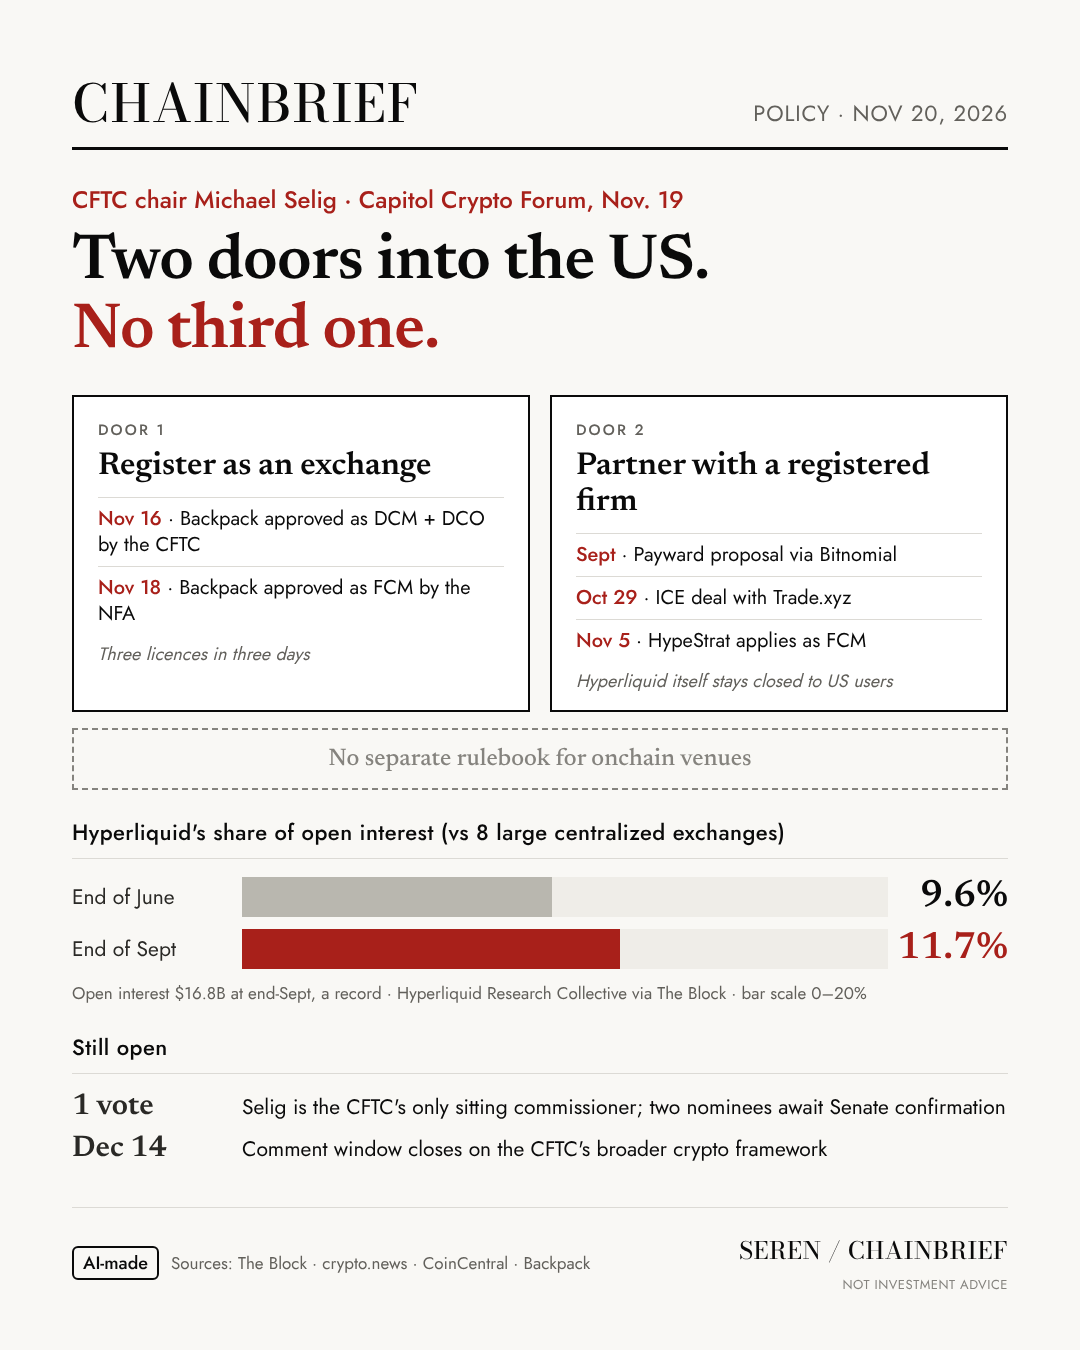 CHAINBRIEF
POLICY · NOV 20, 2026
CFTC chair Michael Selig · Capitol Crypto Forum, Nov. 19
Two doors into the US.
No third one.
DOOR 1
Register as an exchange
Nov 16 · Backpack approved as DCM + DCO
by the CFTC
Nov 18 · Backpack approved as FCM by the
NFA
Three licences in three days
DOOR 2
Partner with a registered
firm
Sept · Payward proposal via Bitnomial
Oct 29 · ICE deal with Trade.xyz
Nov 5 · HypeStrat applies as FCM
Hyperliquid itself stays closed to US users
No separate rulebook for onchain venues
Hyperliquid's share of open interest (vs 8 large centralized exchanges)
End of June
9.6%
End of Sept
11.7%
Open interest $16.8B at end-Sept, a record · Hyperliquid Research Collective via The Block · bar scale 0–20%
Still open
1 vote
Selig is the CFTC's only sitting commissioner; two nominees await Senate confirmation
Dec 14
Comment window closes on the CFTC's broader crypto framework
AI-made
Sources: The Block · crypto.news · CoinCentral · Backpack
SEREN / CHAINBRIEF
NOT INVESTMENT ADVICE